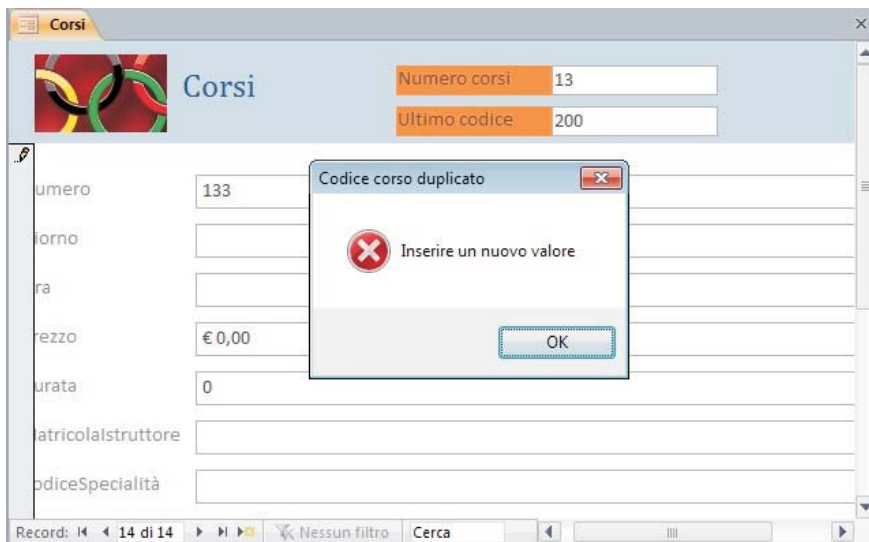 Corsi
Corsi
Numero corsi 13
Ultimo codice 200
umero 133
iorno
ra
rezzo € 0,00
urata 0
latricolaIstruttore
odiceSpecialità
Codice corso duplicato
Inserire un nuovo valore
OK
Record: 14 di 14 Nessun filtro Cerca